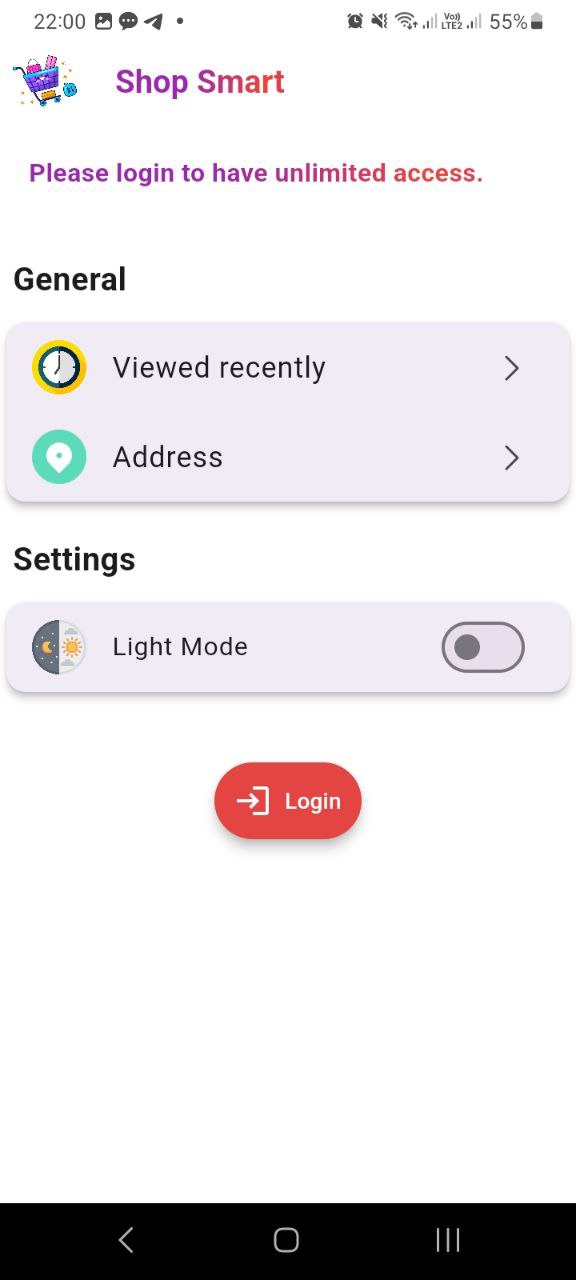 22:00 Vo)) LTE2 55%
Shop Smart
Please login to have unlimited access.
General
Viewed recently
Address
Settings
Light Mode
Login